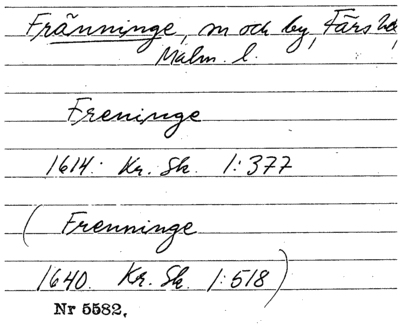 Fränninge, sn och by, Färs hd,
Malm. l.
Freninge
1614: Kr. Sk. 1:377
( Frenninge
1640. Kr. Sk. 1:518 )
Nr 5582.